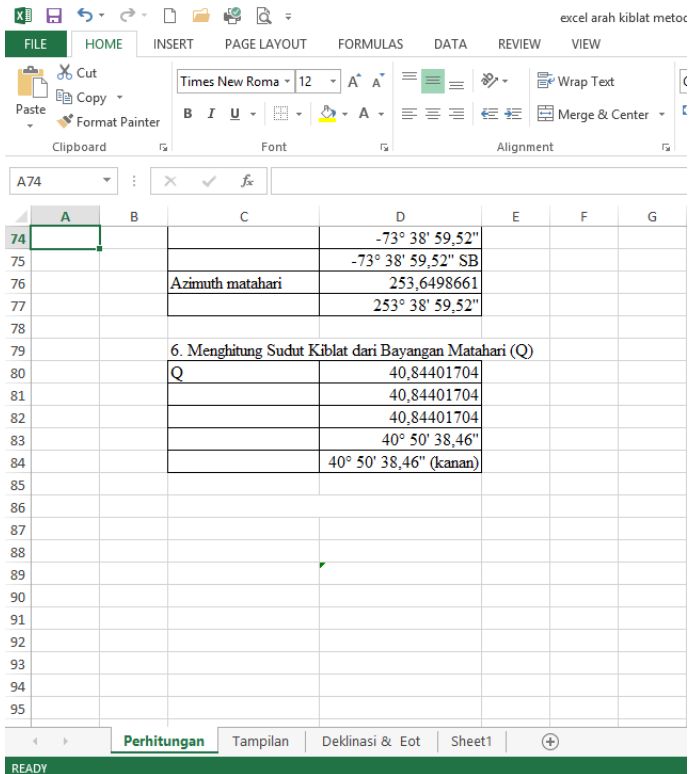 excel arah kiblat metod
FILE HOME INSERT PAGE LAYOUT FORMULAS DATA REVIEW VIEW
Cut
Copy
Format Painter
Paste
Times New Roma 12
B I U
Wrap Text
Merge & Center
Clipboard Font Alignment
A74 fx
A B C D E F G
74 -73° 38' 59,52"
75 -73° 38' 59,52" SB
76 Azimuth matahari 253,6498661
77 253° 38' 59,52"
78
79 6. Menghitung Sudut Kiblat dari Bayangan Matahari (Q)
80 Q 40,84401704
81 40,84401704
82 40,84401704
83 40° 50' 38,46"
84 40° 50' 38,46" (kanan)
85
86
87
88
89
90
91
92
93
94
95
Perhitungan Tampilan Deklinasi & Eot Sheet1
READY